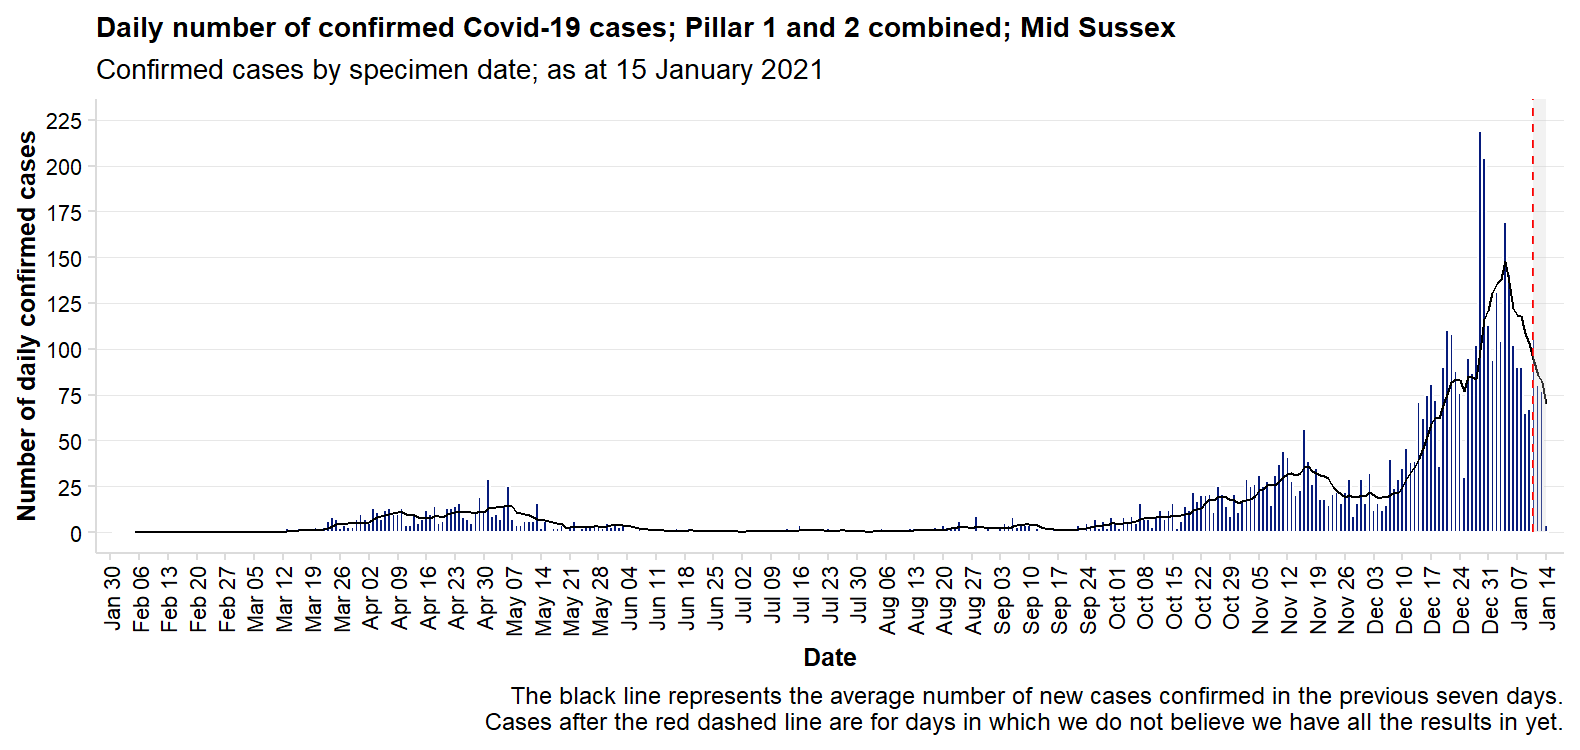 Daily number of confirmed Covid-19 cases; Pillar 1 and 2 combined; Mid Sussex
Confirmed cases by specimen date; as at 15 January 2021
Number of daily confirmed cases
225
200
175
150
125
100
75
50
25
0
Jan 30
Feb 06
Feb 13
Feb 20
Feb 27
Mar 05
Mar 12
Mar 19
Mar 26
Apr 02
Apr 09
Apr 16
Apr 23
Apr 30
May 07
May 14
May 21
May 28
Jun 04
Jun 11
Jun 18
Jun 25
Jul 02
Jul 09
Jul 16
Jul 23
Jul 30
Aug 06
Aug 13
Aug 20
Aug 27
Sep 03
Sep 10
Sep 17
Sep 24
Oct 01
Oct 08
Oct 15
Oct 22
Oct 29
Nov 05
Nov 12
Nov 19
Nov 26
Dec 03
Dec 10
Dec 17
Dec 24
Dec 31
Jan 07
Jan 14
Date
The black line represents the average number of new cases confirmed in the previous seven days.
Cases after the red dashed line are for days in which we do not believe we have all the results in yet.